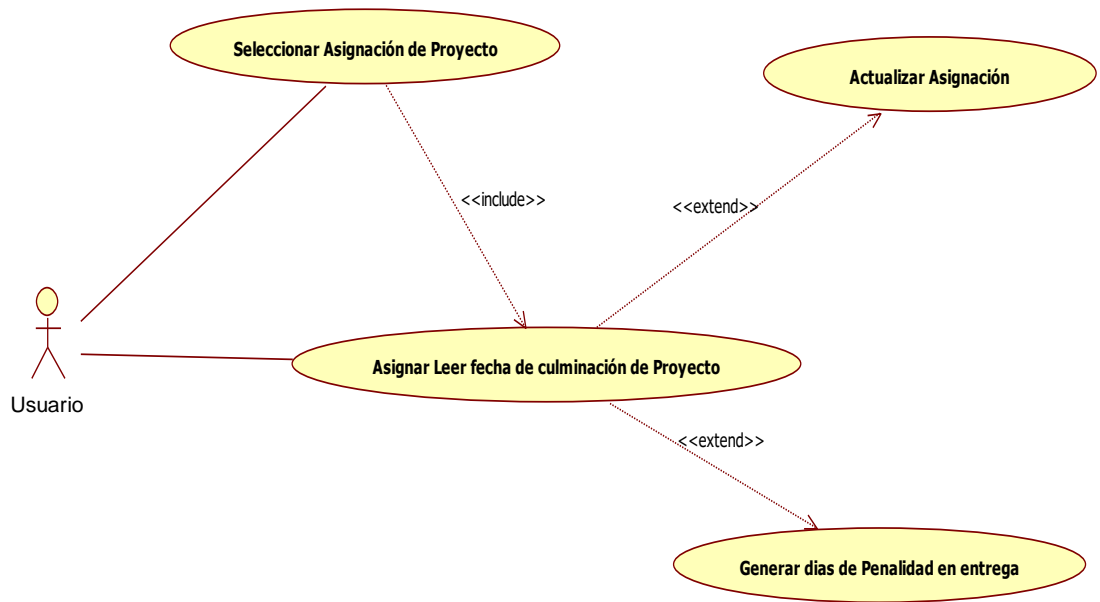 Seleccionar Asignación de Proyecto
Actualizar Asignación
<<include>>
<<extend>>
Asignar Leer fecha de culminación de Proyecto
Usuario
<<extend>>
Generar dias de Penalidad en entrega